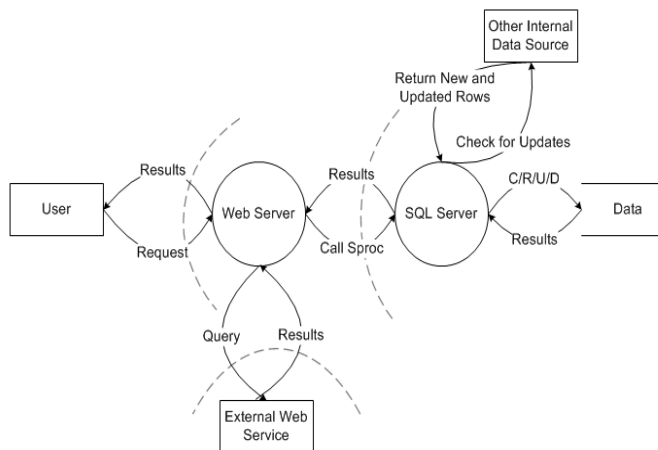 Other Internal
Data Source
Return New and
Updated Rows
Check for Updates
Results
Results
C/R/U/D
User
Web Server
SQL Server
Data
Request
Call Sproc
Results
Query
Results
External Web
Service